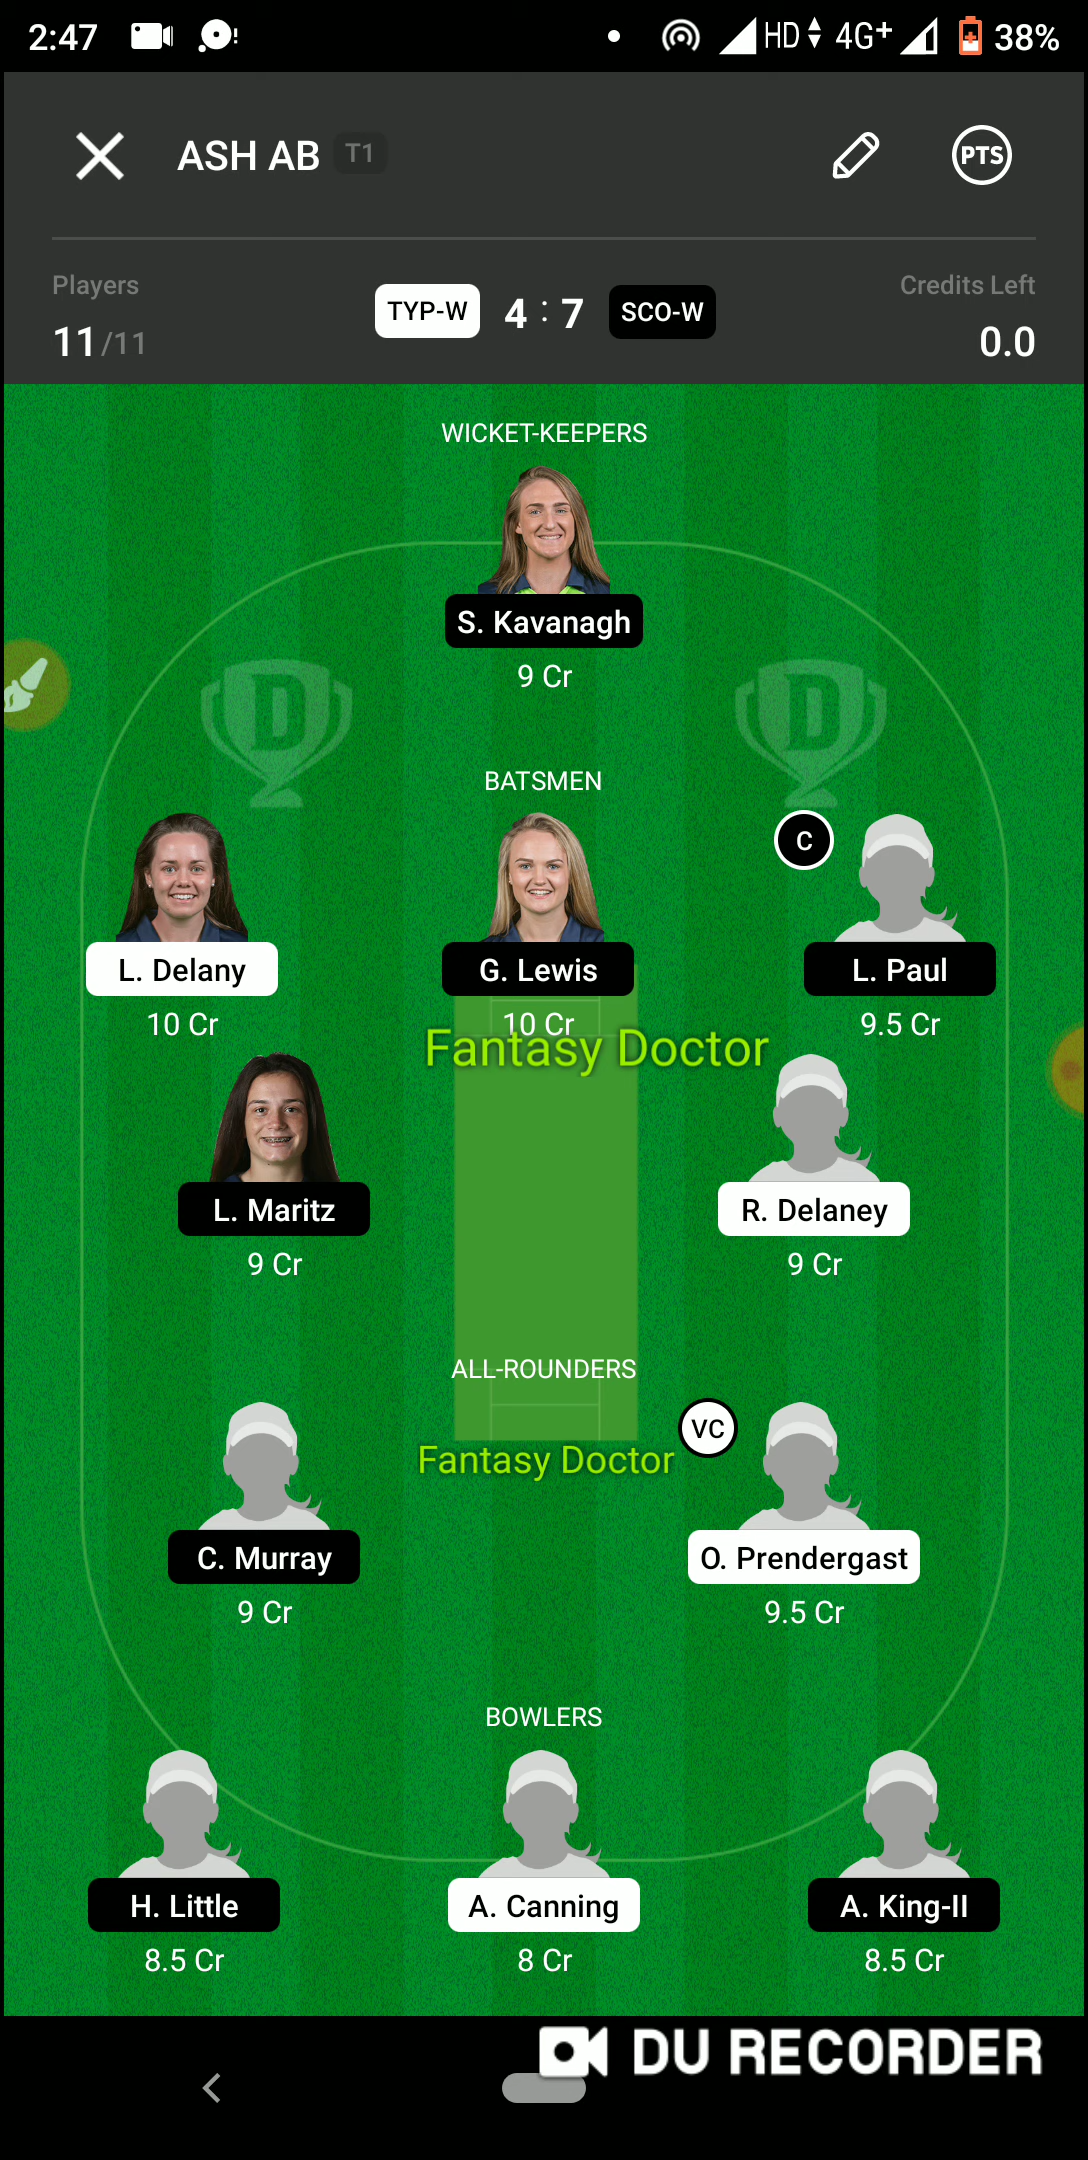 2:47 HD 4G+ 38%
ASH AB T1
PTS
Players
11/11
TYP-W 4 : 7 SCO-W
Credits Left
0.0
WICKET-KEEPERS
S. Kavanagh
9 Cr
D D
BATSMEN
C
L. Delany G. Lewis L. Paul
10 Cr 10 Cr 9.5 Cr
Fantasy Doctor
L. Maritz R. Delaney
9 Cr 9 Cr
ALL-ROUNDERS
VC
Fantasy Doctor
C. Murray O. Prendergast
9 Cr 9.5 Cr
BOWLERS
H. Little A. Canning A. King-II
8.5 Cr 8 Cr 8.5 Cr
DU RECORDER